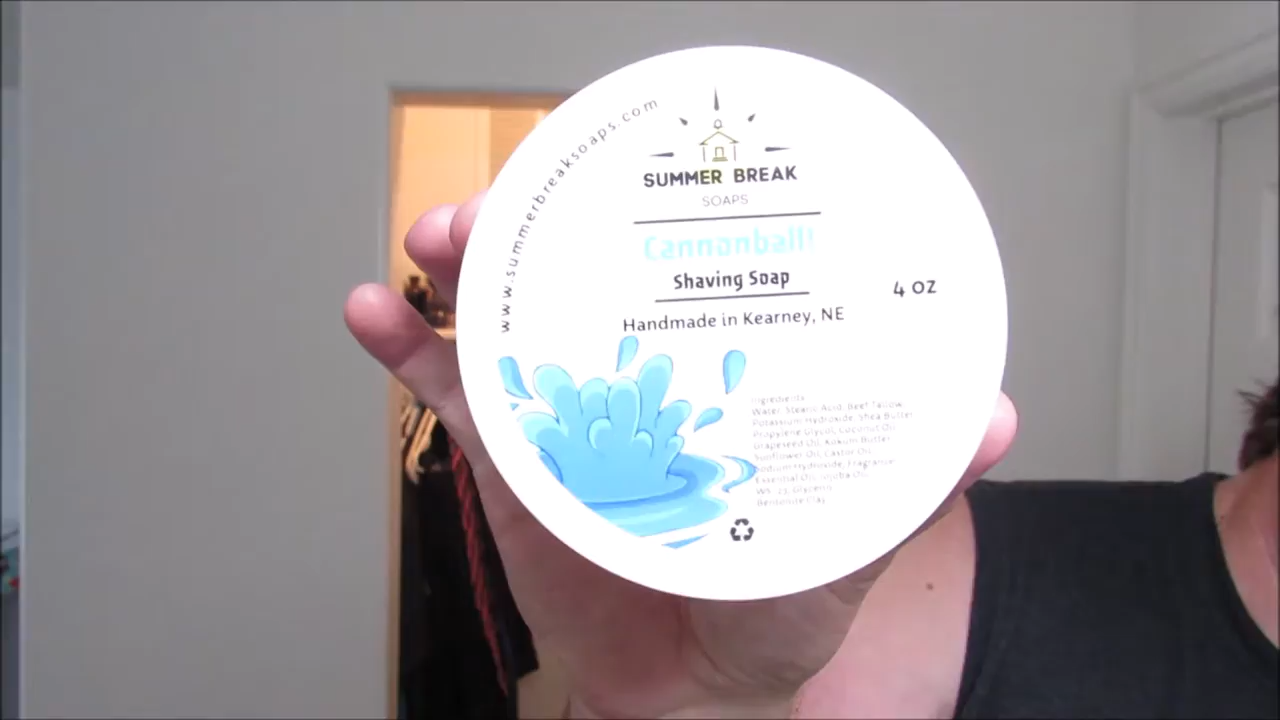 www.summerbreaksoaps.com
SUMMER BREAK
SOAPS
Cannonball!
Shaving Soap
4 OZ
Handmade in Kearney, NE
Ingredients:
Water, Stearic Acid, Beef Tallow,
Potassium Hydroxide, Shea Butter,
Propylene Glycol, Coconut Oil,
Grapeseed Oil, Kokum Butter,
Sunflower Oil, Castor Oil,
Sodium Hydroxide, Fragrance/
Essential Oil, Jojoba Oil,
WS-23, Glycerin,
Bentonite Clay